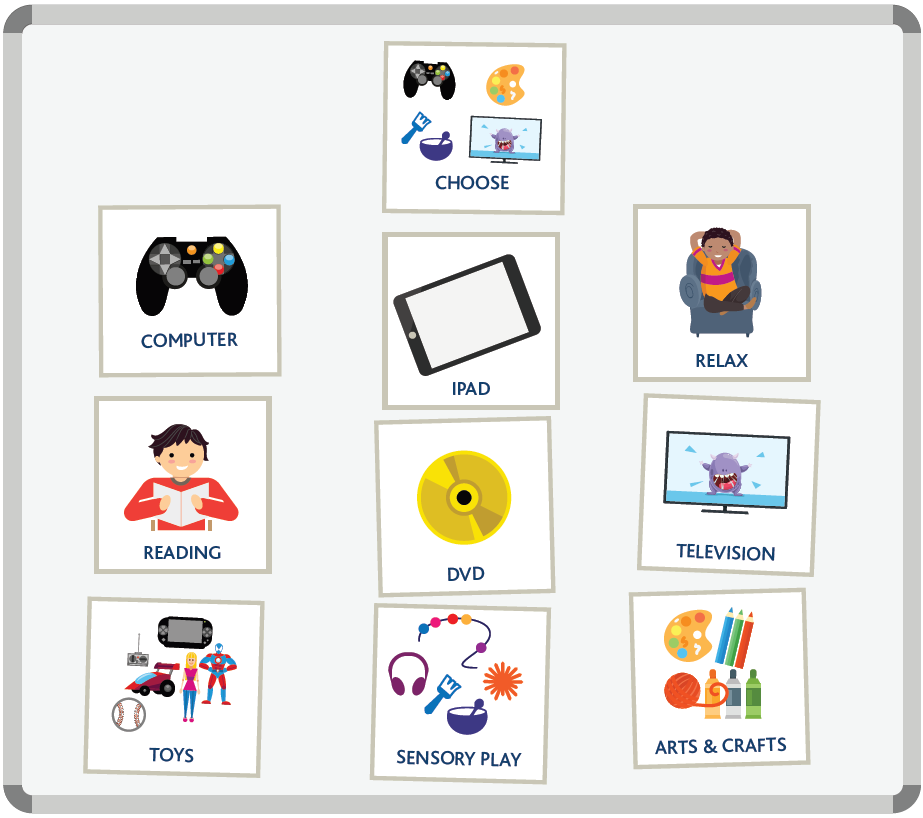 CHOOSE
COMPUTER
IPAD
RELAX
READING
DVD
TELEVISION
TOYS
SENSORY PLAY
ARTS & CRAFTS